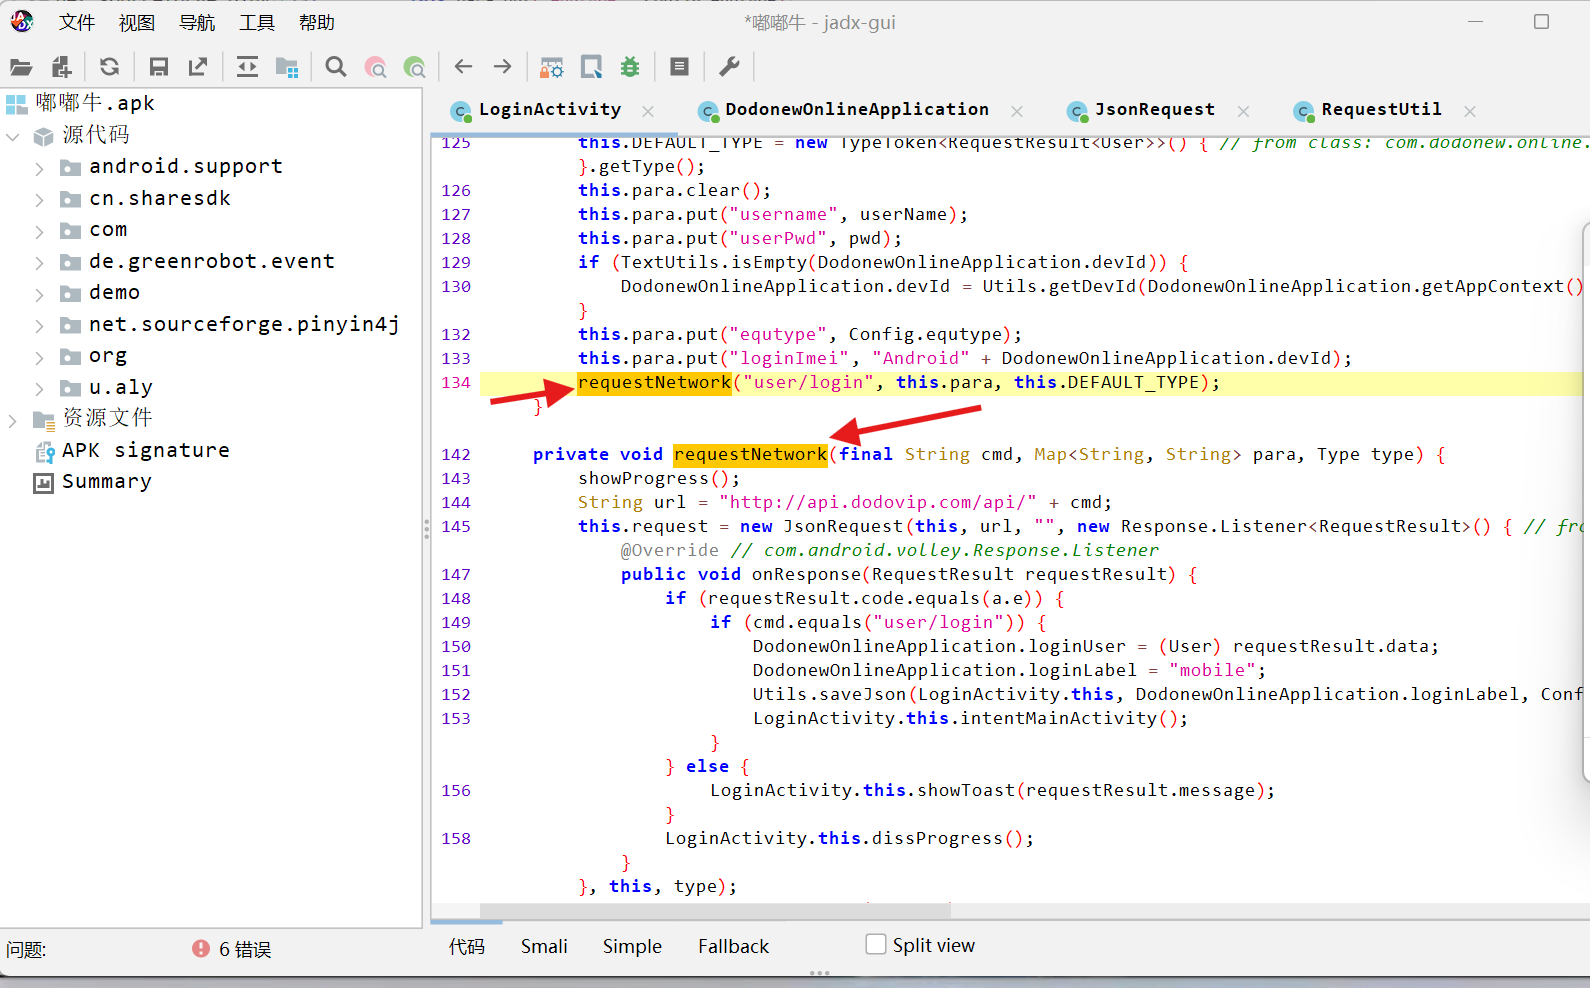 文件 视图 导航 工具 帮助 *嘟嘟牛 - jadx-gui
嘟嘟牛.apk
源代码
android.support
cn.sharesdk
com
de.greenrobot.event
demo
net.sourceforge.pinyin4j
org
u.aly
资源文件
APK signature
Summary
LoginActivity DodonewOnlineApplication JsonRequest RequestUtil
125 this.DEFAULT_TYPE = new TypeToken<RequestResult<User>>() { // from class: com.dodonew.online.
}.getType();
126 this.para.clear();
127 this.para.put("username", userName);
128 this.para.put("userPwd", pwd);
129 if (TextUtils.isEmpty(DodonewOnlineApplication.devId)) {
130 DodonewOnlineApplication.devId = Utils.getDevId(DodonewOnlineApplication.getAppContext()
}
132 this.para.put("equtype", Config.equtype);
133 this.para.put("loginImei", "Android" + DodonewOnlineApplication.devId);
134 requestNetwork("user/login", this.para, this.DEFAULT_TYPE);
}
142 private void requestNetwork(final String cmd, Map<String, String> para, Type type) {
143 showProgress();
144 String url = "http://api.dodovip.com/api/" + cmd;
145 this.request = new JsonRequest(this, url, "", new Response.Listener<RequestResult>() { // fro
@Override // com.android.volley.Response.Listener
147 public void onResponse(RequestResult requestResult) {
148 if (requestResult.code.equals(a.e)) {
149 if (cmd.equals("user/login")) {
150 DodonewOnlineApplication.loginUser = (User) requestResult.data;
151 DodonewOnlineApplication.loginLabel = "mobile";
152 Utils.saveJson(LoginActivity.this, DodonewOnlineApplication.loginLabel, Conf
153 LoginActivity.this.intentMainActivity();
}
} else {
156 LoginActivity.this.showToast(requestResult.message);
}
158 LoginActivity.this.dissProgress();
}
}, this, type);
问题: 6 错误 代码 Smali Simple Fallback Split view